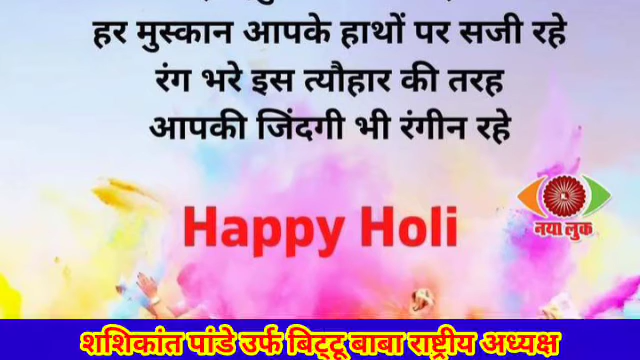 हर मुस्कान आपके हाथों पर सजी रहे
रंग भरे इस त्यौहार की तरह
आपकी जिंदगी भी रंगीन रहे
Happy Holi
नया लुक
शशिकांत पांडे उर्फ बिट्टू बाबा राष्ट्रीय अध्यक्ष